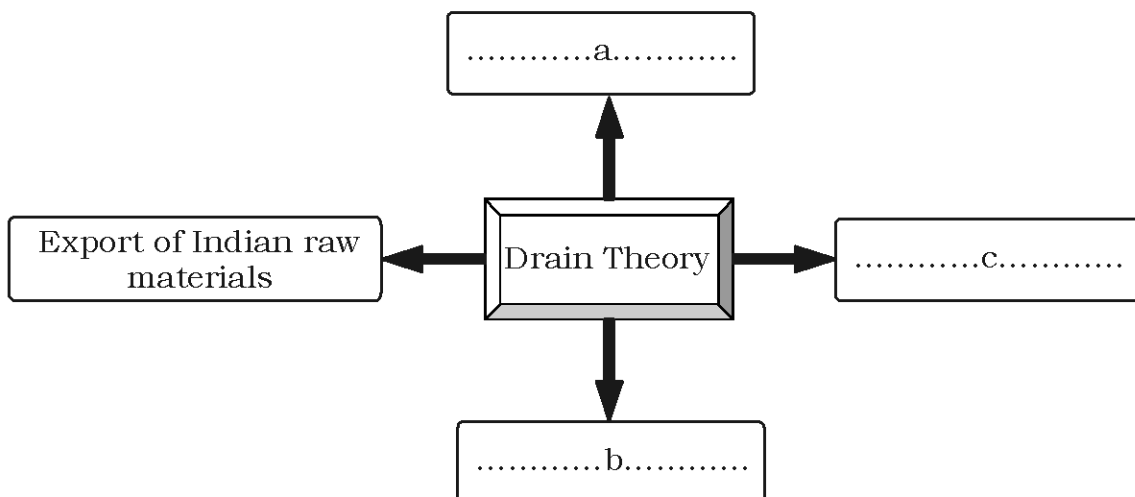 ............a............
Export of Indian raw
materials
Drain Theory
............c............
............b............